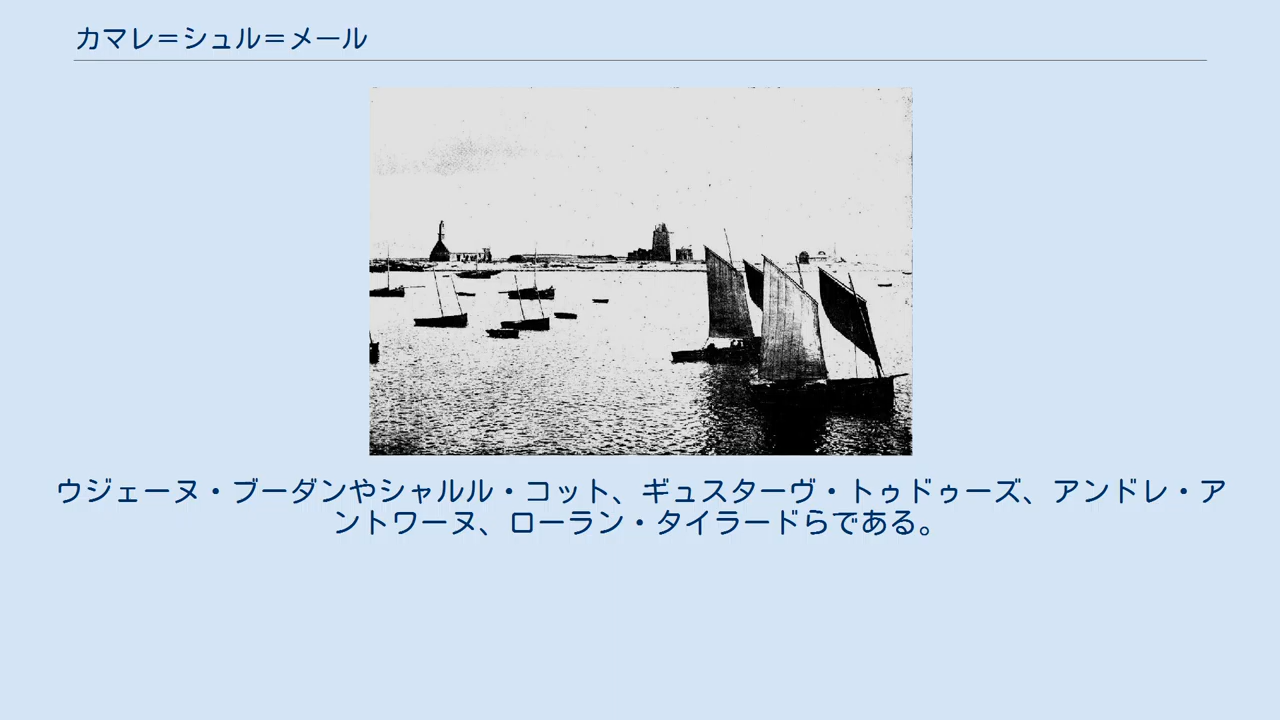 カマレ＝シュル＝メール
ウジェーヌ・ブーダンやシャルル・コット、ギュスターヴ・トゥドゥーズ、アンドレ・ア
ントワーヌ、ローラン・タイラードらである。